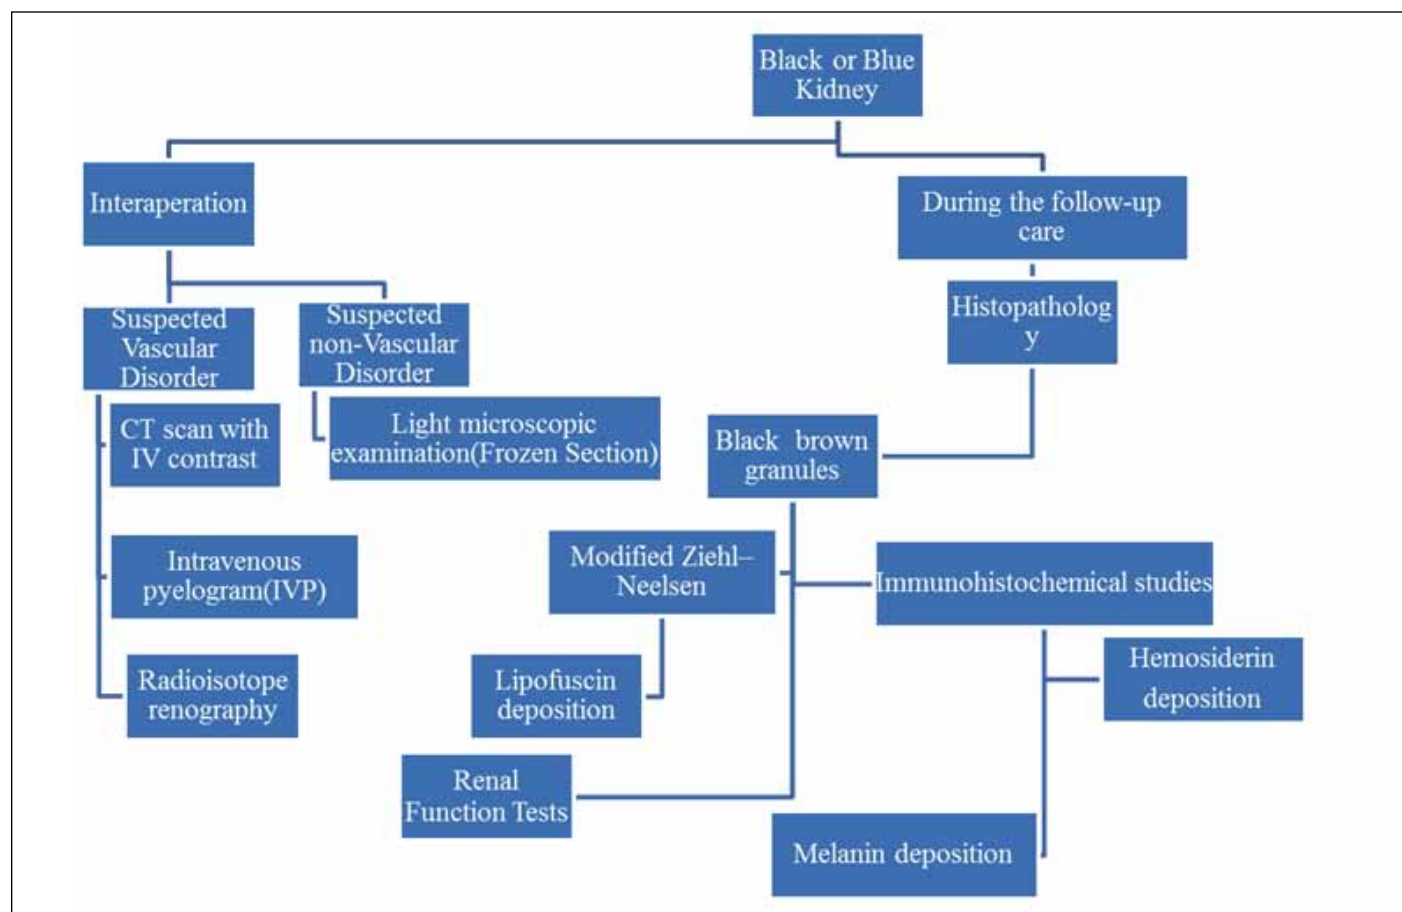 Black or Blue
Kidney
Interaperation
During the follow-up
care
Suspected
Vascular
Disorder
Suspected
non-Vascular
Disorder
Histopatholog
y
CT scan with
IV contrast
Light microscopic
examination(Frozen Section)
Black brown
granules
Intravenous
pyelogram(IVP)
Modified Ziehl–
Neelsen
Immunohistochemical studies
Radioisotope
renography
Lipofuscin
deposition
Hemosiderin
deposition
Renal
Function Tests
Melanin deposition